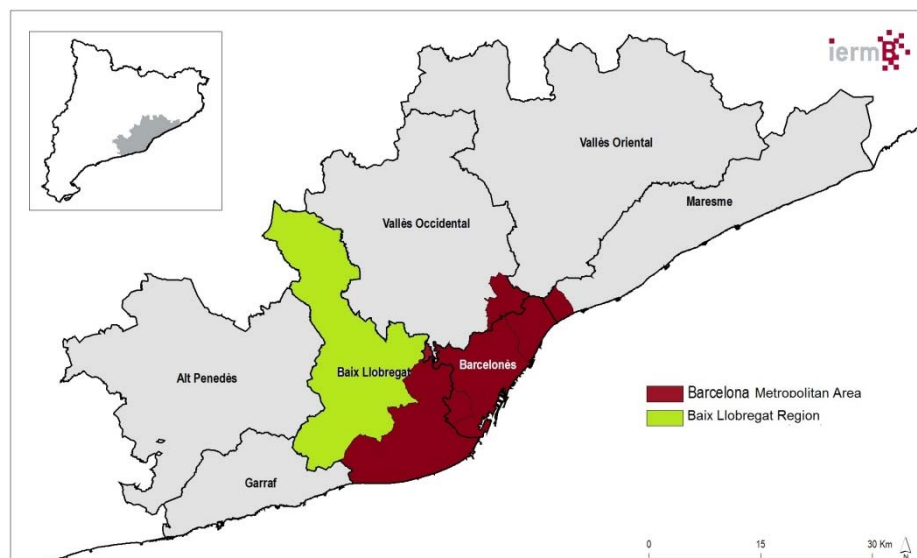 iermB
Vallès Oriental
Maresme
Vallès Occidental
Barcelonès
Baix Llobregat
Alt Penedès
Barcelona Metropolitan Area
Baix Llobregat Region
Garraf
0 15 30 Km
N